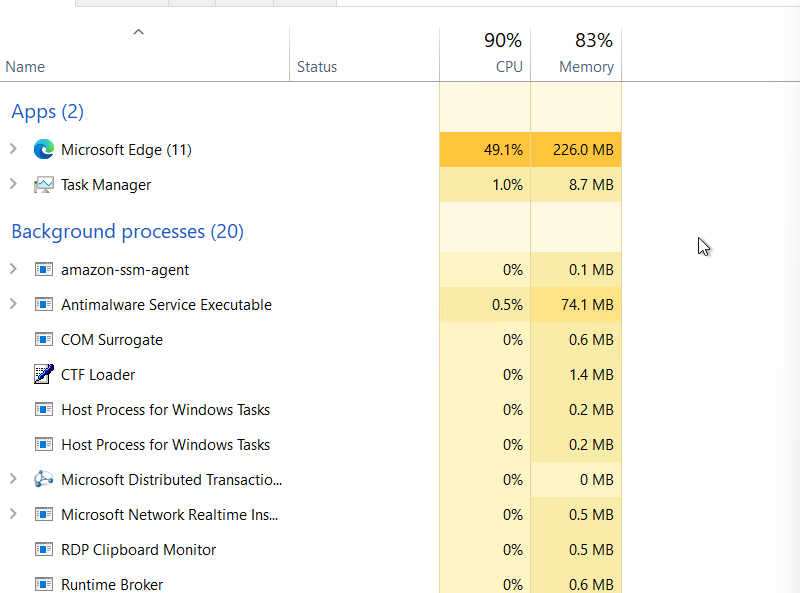 90% 83%
Name Status CPU Memory
Apps (2)
Microsoft Edge (11) 49.1% 226.0 MB
Task Manager 1.0% 8.7 MB
Background processes (20)
amazon-ssm-agent 0% 0.1 MB
Antimalware Service Executable 0.5% 74.1 MB
COM Surrogate 0% 0.6 MB
CTF Loader 0% 1.4 MB
Host Process for Windows Tasks 0% 0.2 MB
Host Process for Windows Tasks 0% 0.2 MB
Microsoft Distributed Transactio... 0% 0 MB
Microsoft Network Realtime Ins... 0% 0.5 MB
RDP Clipboard Monitor 0% 0.5 MB
Runtime Broker 0% 0.6 MB